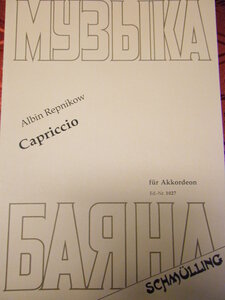 МУЗЫКА
Albin Repnikow
Capriccio
für Akkordeon
Ed.-Nr. 1027
БАЯНА
SCHMÜLLING